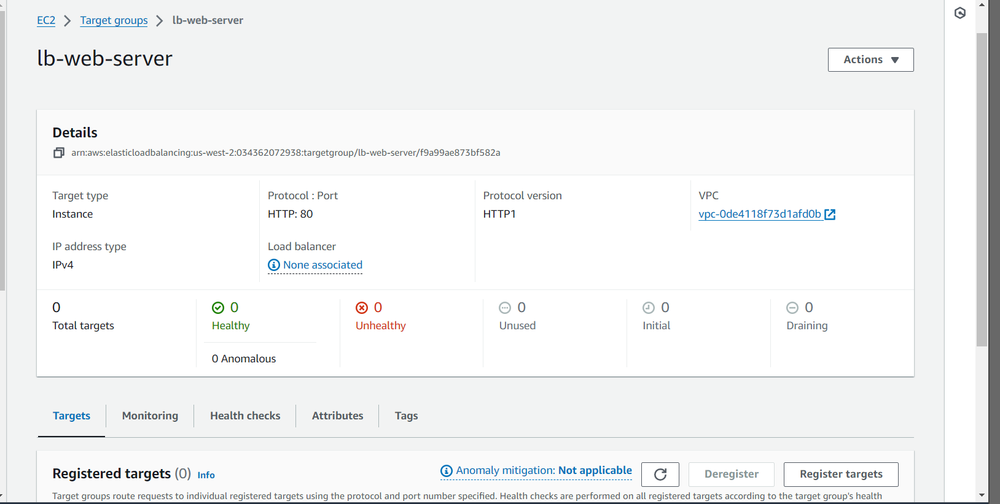 EC2 Target groups lb-web-server
lb-web-server
Actions
Details
arn:aws:elasticloadbalancing:us-west-2:034362072938:targetgroup/lb-web-server/f9a99ae873bf582a
Target type
Instance
Protocol : Port
HTTP: 80
Protocol version
HTTP1
VPC
vpc-0de4118f73d1afd0b
IP address type
IPv4
Load balancer
None associated
0
Total targets
0
Healthy
0 Anomalous
0
Unhealthy
0
Unused
0
Initial
0
Draining
Targets Monitoring Health checks Attributes Tags
Registered targets (0) Info
Anomaly mitigation: Not applicable
Deregister
Register targets
Target groups route requests to individual registered targets using the protocol and port number specified. Health checks are performed on all registered targets according to the target group's health